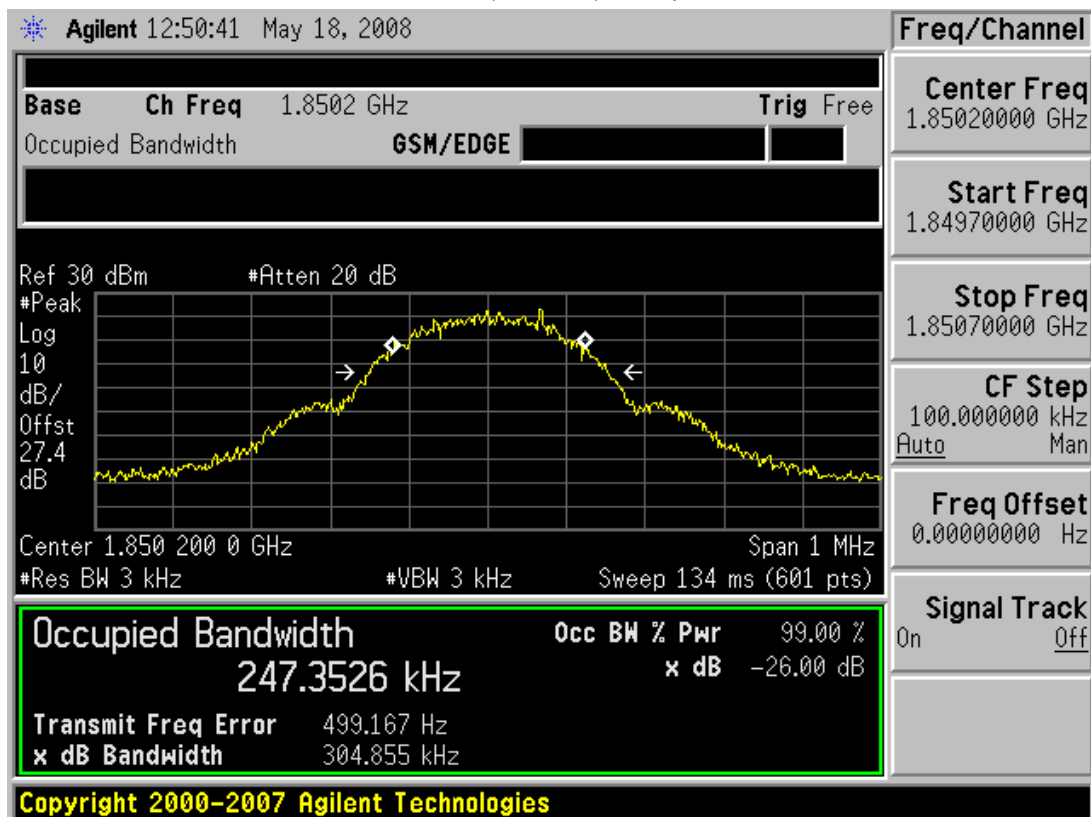 Agilent 12:50:41 May 18, 2008
Freq/Channel
Base Ch Freq 1.8502 GHz Trig Free
Occupied Bandwidth GSM/EDGE
Center Freq
1.85020000 GHz
Start Freq
1.84970000 GHz
Stop Freq
1.85070000 GHz
CF Step
100.000000 kHz
Auto Man
Freq Offset
0.00000000 Hz
Signal Track
On Off
Ref 30 dBm #Atten 20 dB
#Peak
Log
10
dB/
Offst
27.4
dB
Center 1.850 200 0 GHz Span 1 MHz
#Res BW 3 kHz #VBW 3 kHz Sweep 134 ms (601 pts)
Occupied Bandwidth Occ BW % Pwr 99.00 %
247.3526 kHz x dB -26.00 dB
Transmit Freq Error 499.167 Hz
x dB Bandwidth 304.855 kHz
Copyright 2000-2007 Agilent Technologies